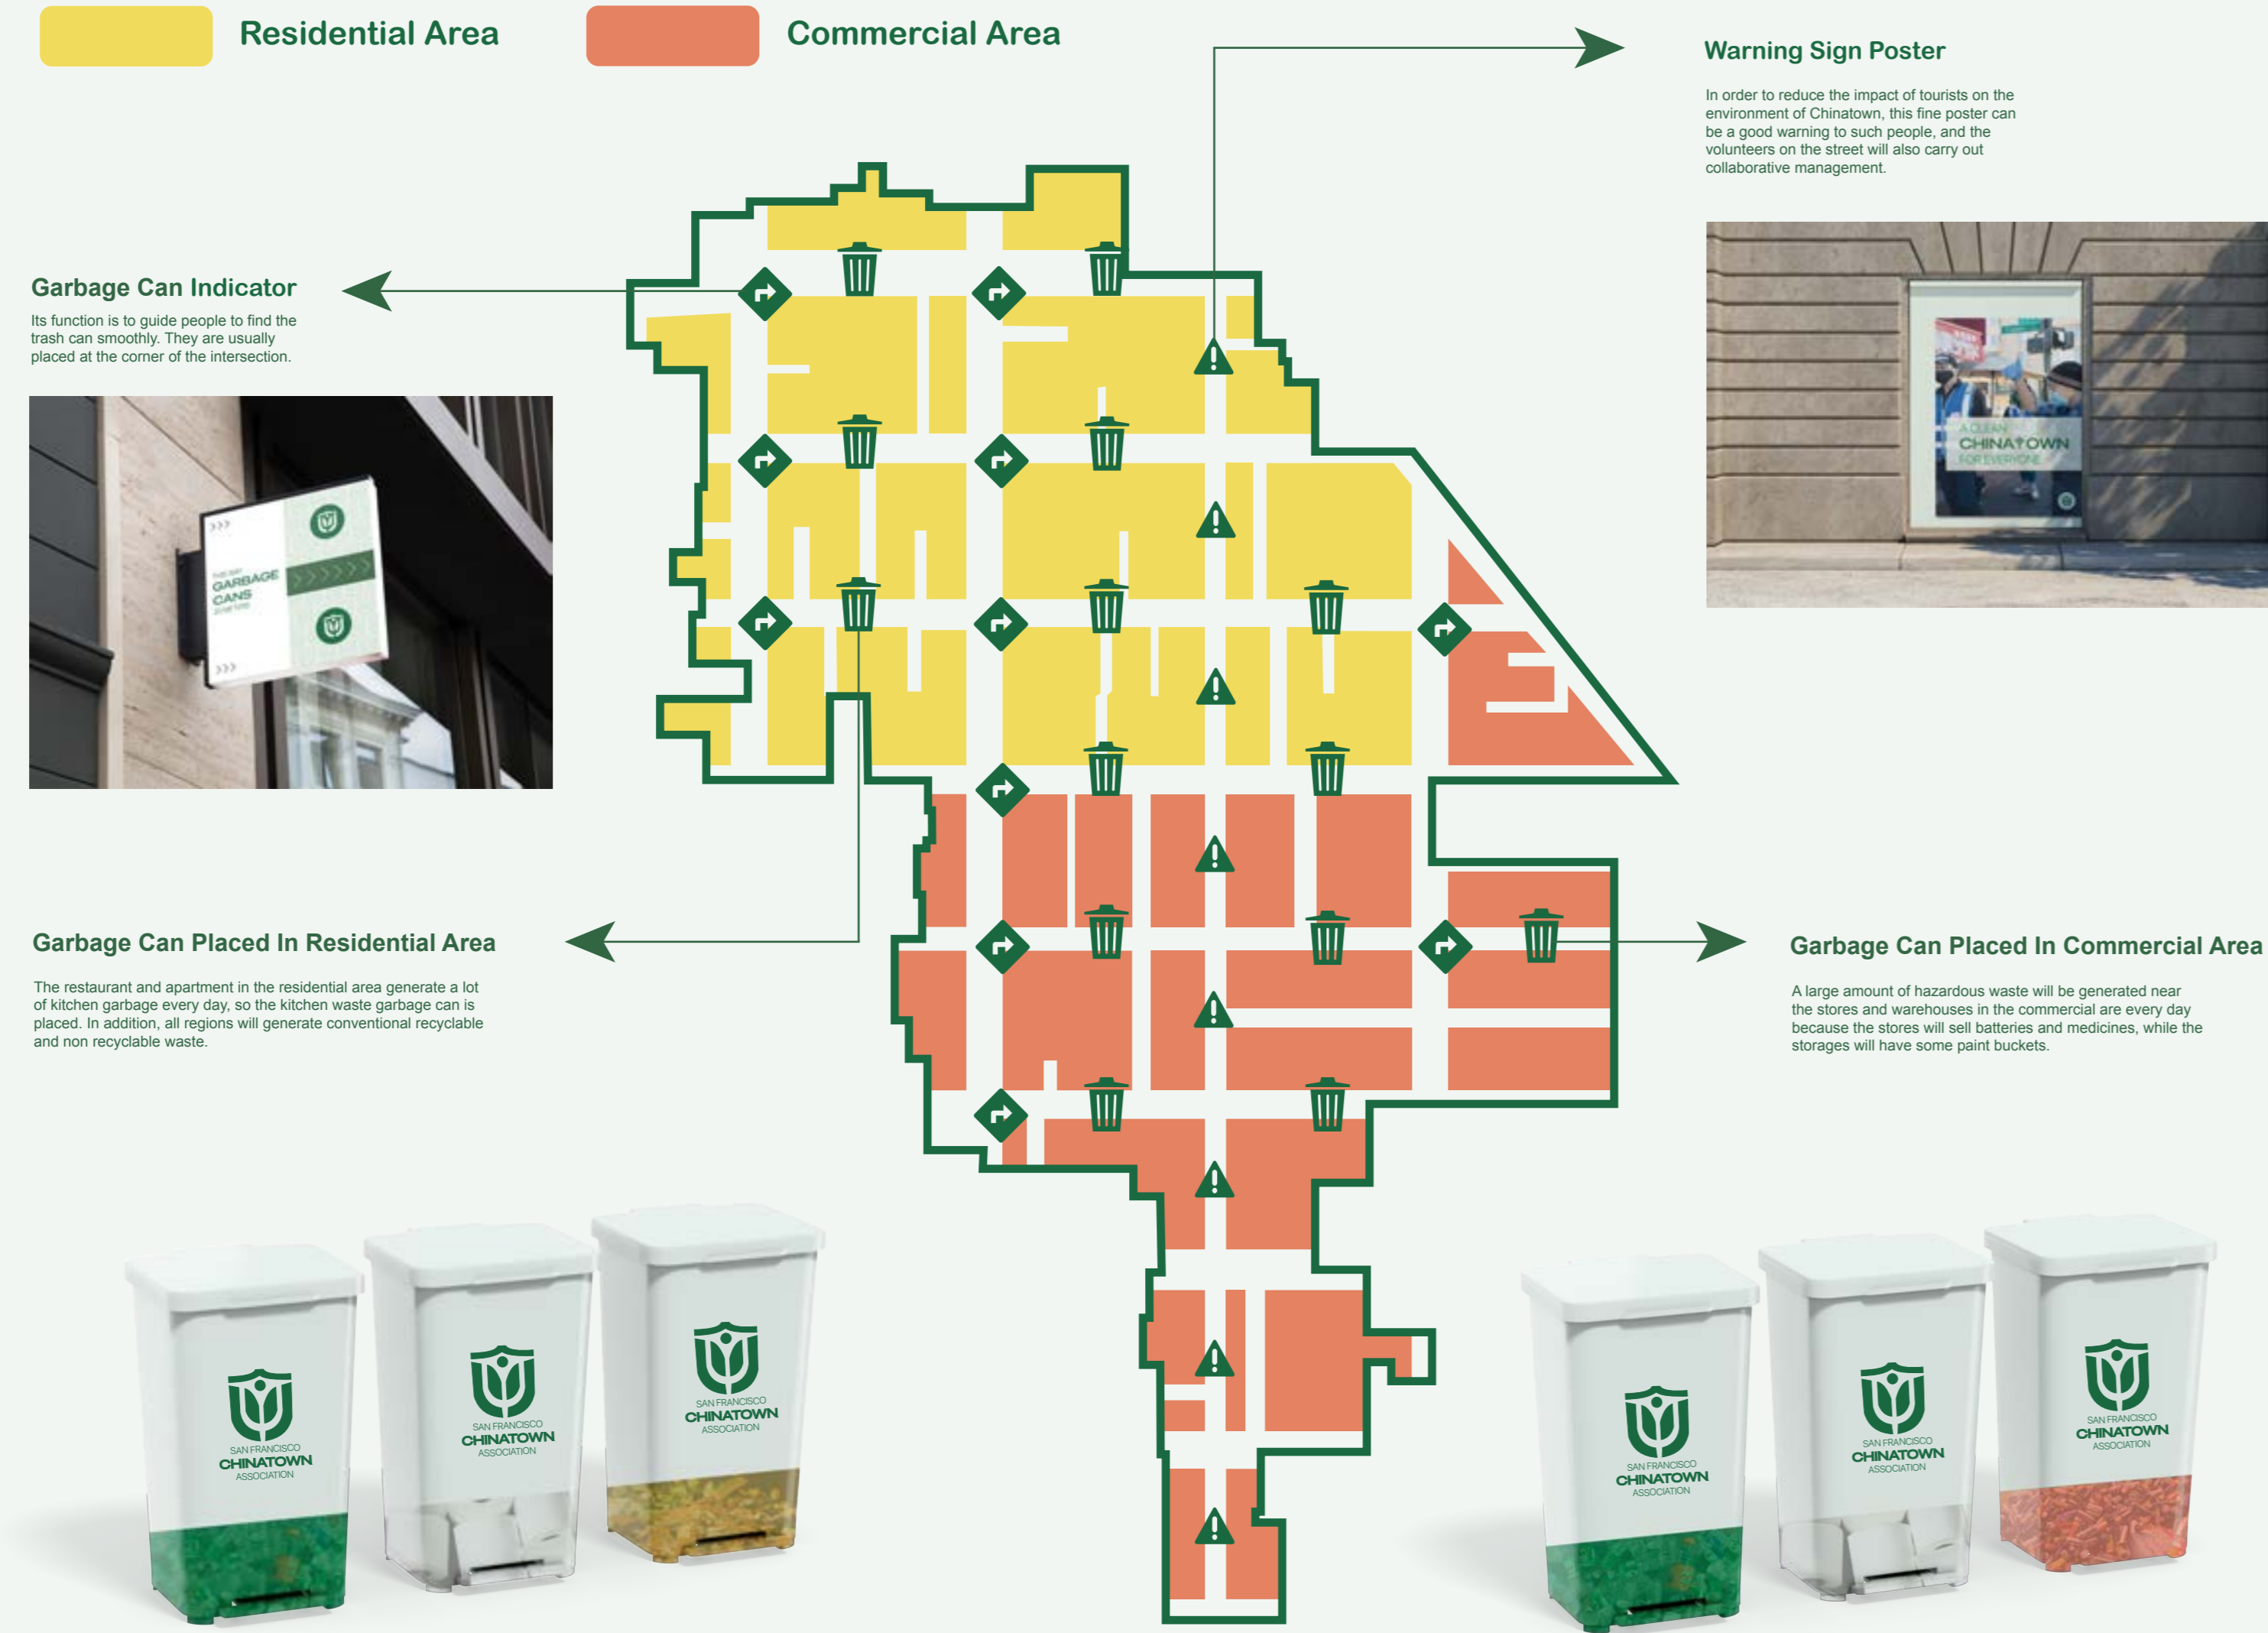 Residential Area
Commercial Area
Warning Sign Poster
In order to reduce the impact of tourists on the
environment of Chinatown, this fine poster can
be a good warning to such people, and the
volunteers on the street will also carry out
collaborative management.
A CLEAN
CHINATOWN
FOR EVERYONE
Garbage Can Indicator
Its function is to guide people to find the
trash can smoothly. They are usually
placed at the corner of the intersection.
GARBAGE
CANS
Garbage Can Placed In Residential Area
The restaurant and apartment in the residential area generate a lot
of kitchen garbage every day, so the kitchen waste garbage can is
placed. In addition, all regions will generate conventional recyclable
and non recyclable waste.
Garbage Can Placed In Commercial Area
A large amount of hazardous waste will be generated near
the stores and warehouses in the commercial are every day
because the stores will sell batteries and medicines, while the
storages will have some paint buckets.
SAN FRANCISCO
CHINATOWN
ASSOCIATION
SAN FRANCISCO
CHINATOWN
ASSOCIATION
SAN FRANCISCO
CHINATOWN
ASSOCIATION
SAN FRANCISCO
CHINATOWN
ASSOCIATION
SAN FRANCISCO
CHINATOWN
ASSOCIATION
SAN FRANCISCO
CHINATOWN
ASSOCIATION